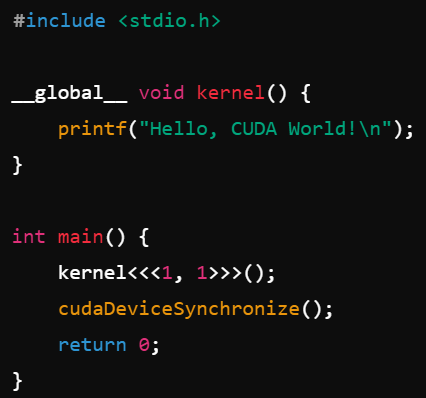 #include <stdio.h>
__global__ void kernel() {
printf("Hello, CUDA World!\n");
}
int main() {
kernel<<<1, 1>>>();
cudaDeviceSynchronize();
return 0;
}